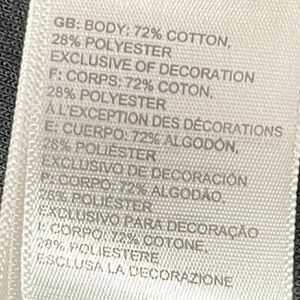 GB: BODY: 72% COTTON,
28% POLYESTER
EXCLUSIVE OF DECORATION
F: CORPS: 72% COTON,
28% POLYESTER
À L'EXCEPTION DES DÉCORATIONS
E: CUERPO: 72% ALGODÓN,
28% POLIÉSTER
EXCLUSIVO DE DECORACIÓN
P: CORPO: 72% ALGODÃO,
28% POLIÉSTER
EXCLUSIVO PARA DECORAÇÃO
I: CORPO: 72% COTONE,
28% POLIESTERE
ESCLUSA LA DECORAZIONE